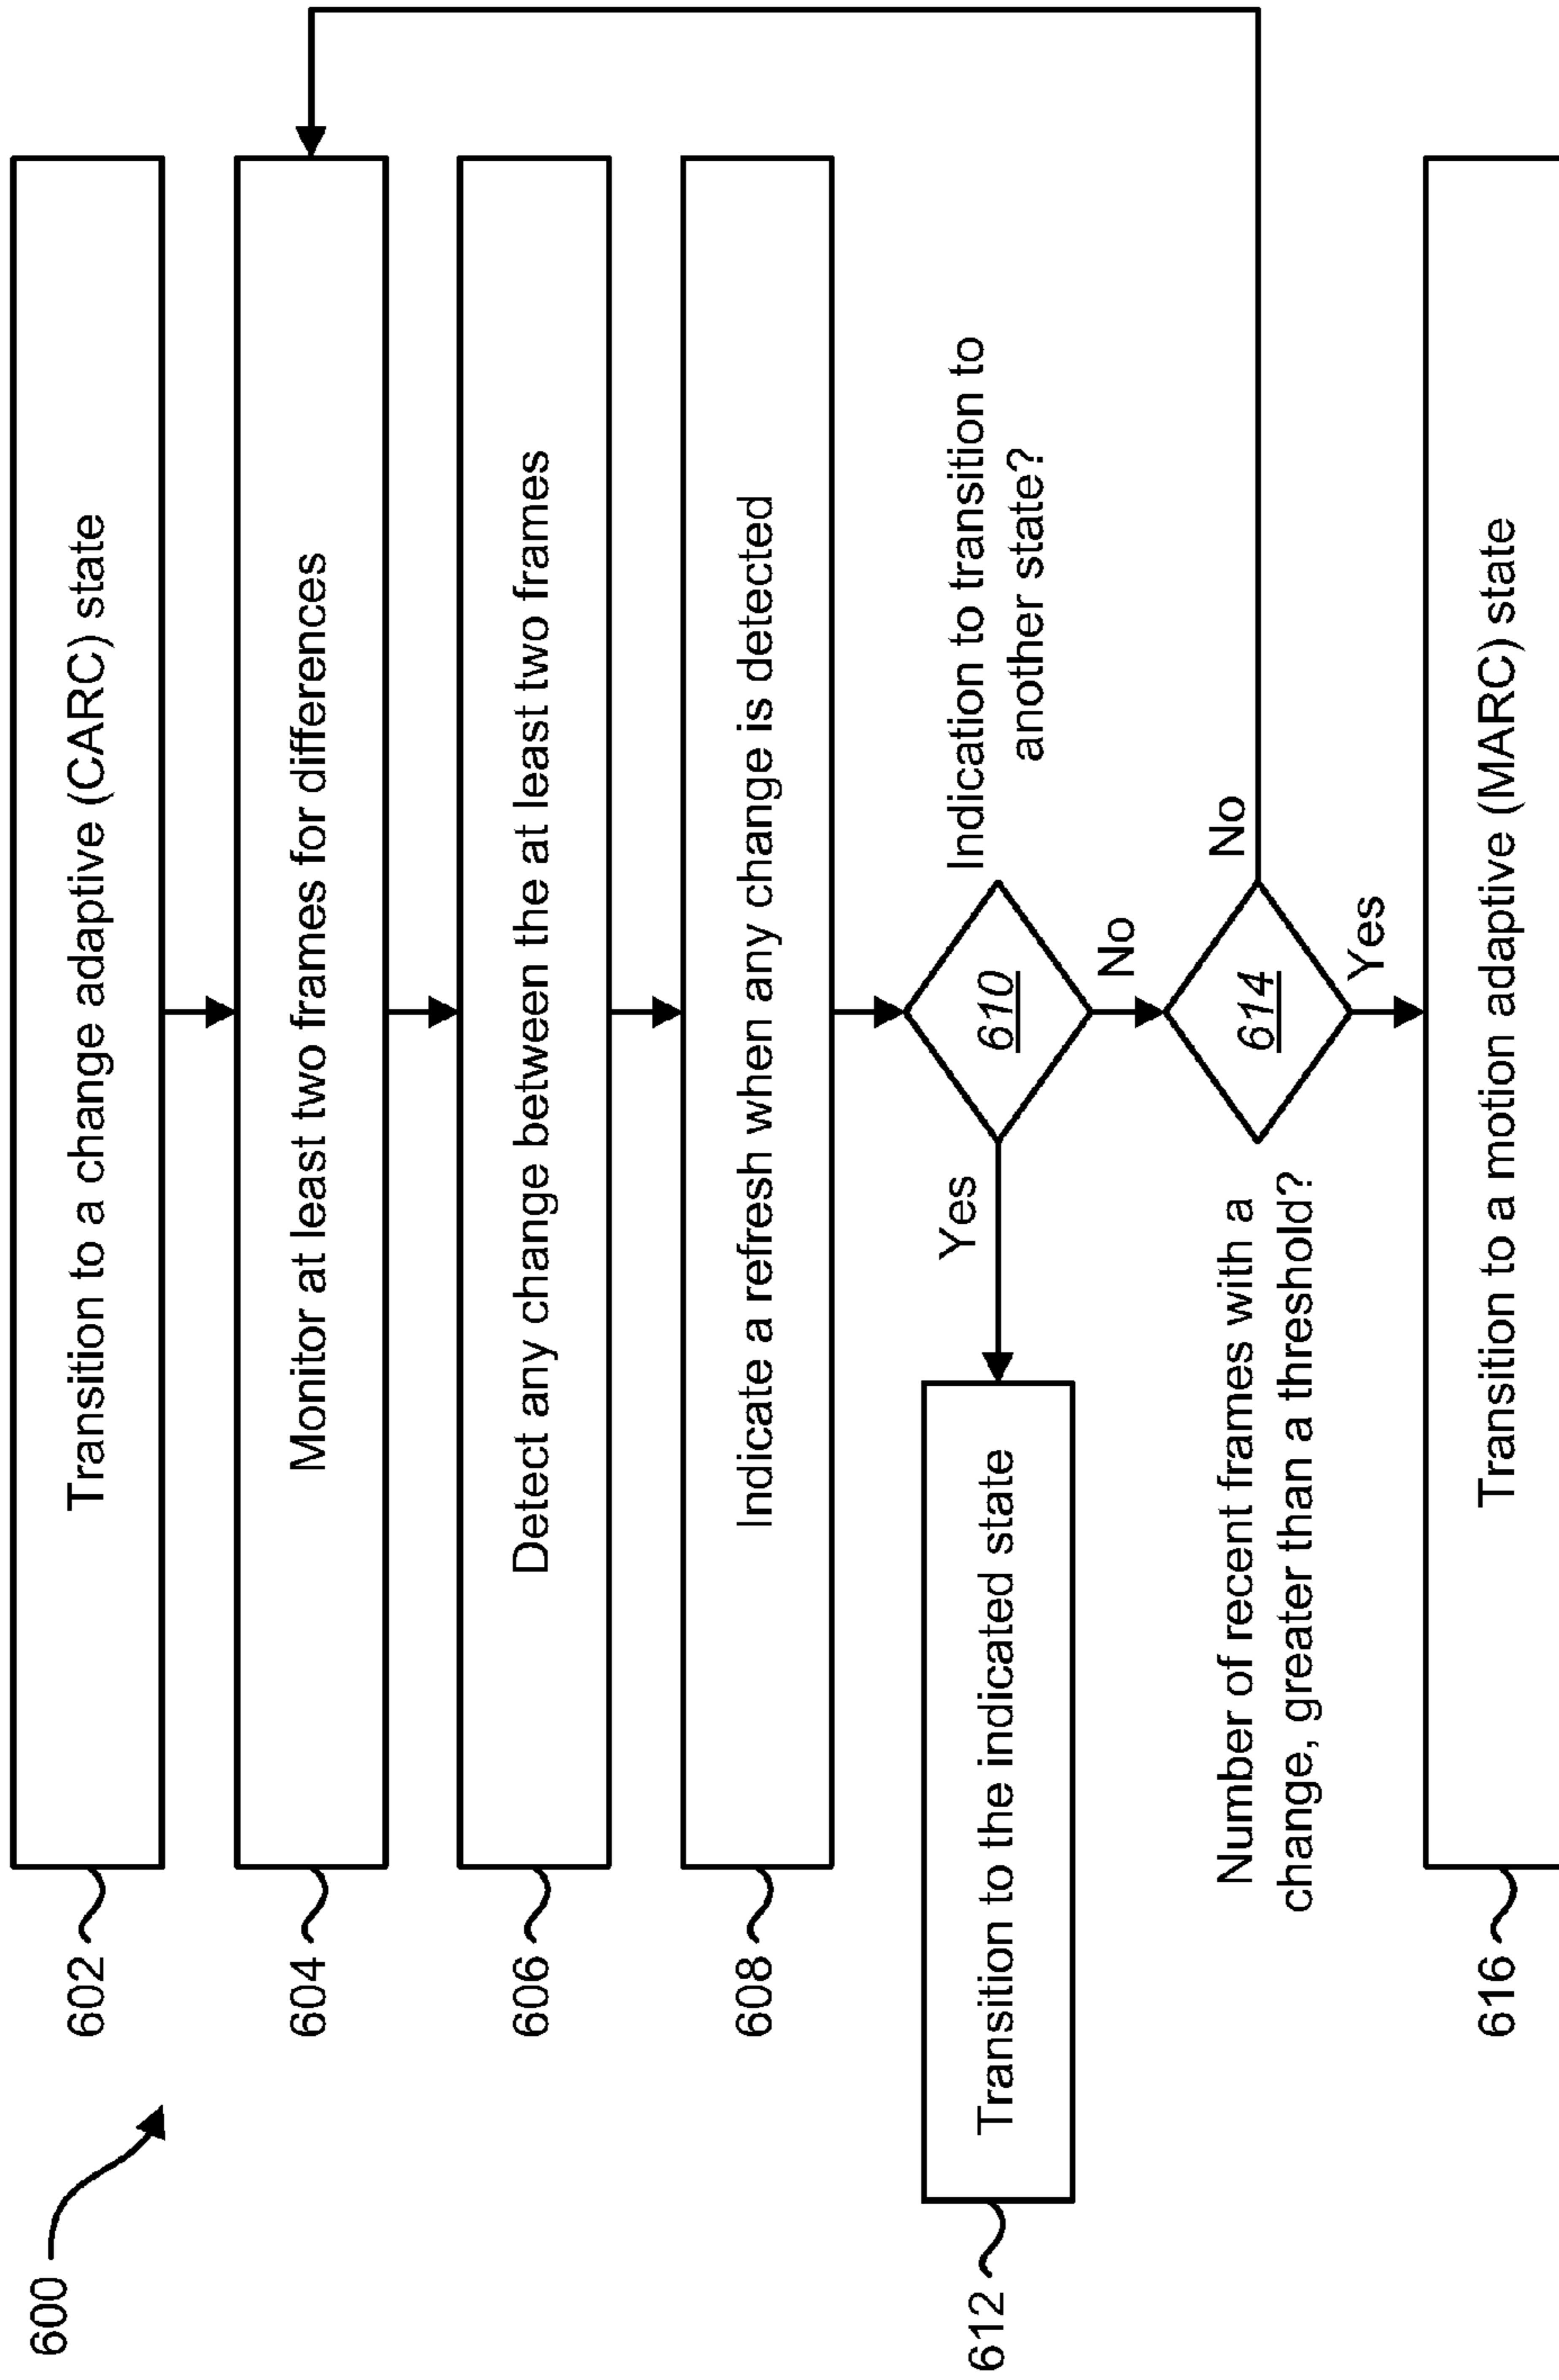 600
602
Transition to a change adaptive (CARC) state
604
Monitor at least two frames for differences
606
Detect any change between the at least two frames
608
Indicate a refresh when any change is detected
610
Indication to transition to
another state?
Yes
No
612
Transition to the indicated state
614
Number of recent frames with a
change, greater than a threshold?
No
Yes
616
Transition to a motion adaptive (MARC) state